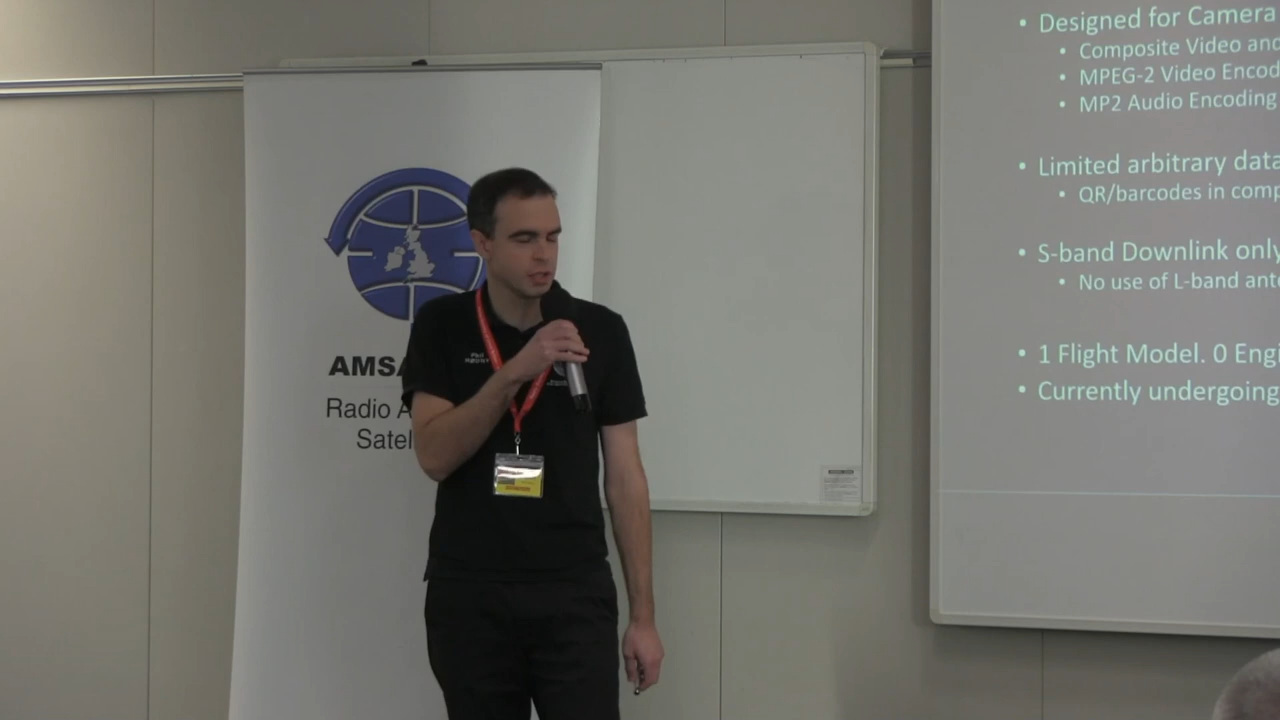 AMSA
Radio A
Satel
Phil
• Designed for Camera
• Composite Video and
• MPEG-2 Video Encod
• MP2 Audio Encoding
• Limited arbitrary data
• QR/barcodes in comp
• S-band Downlink only
• No use of L-band ante
• 1 Flight Model. 0 Engi
• Currently undergoing